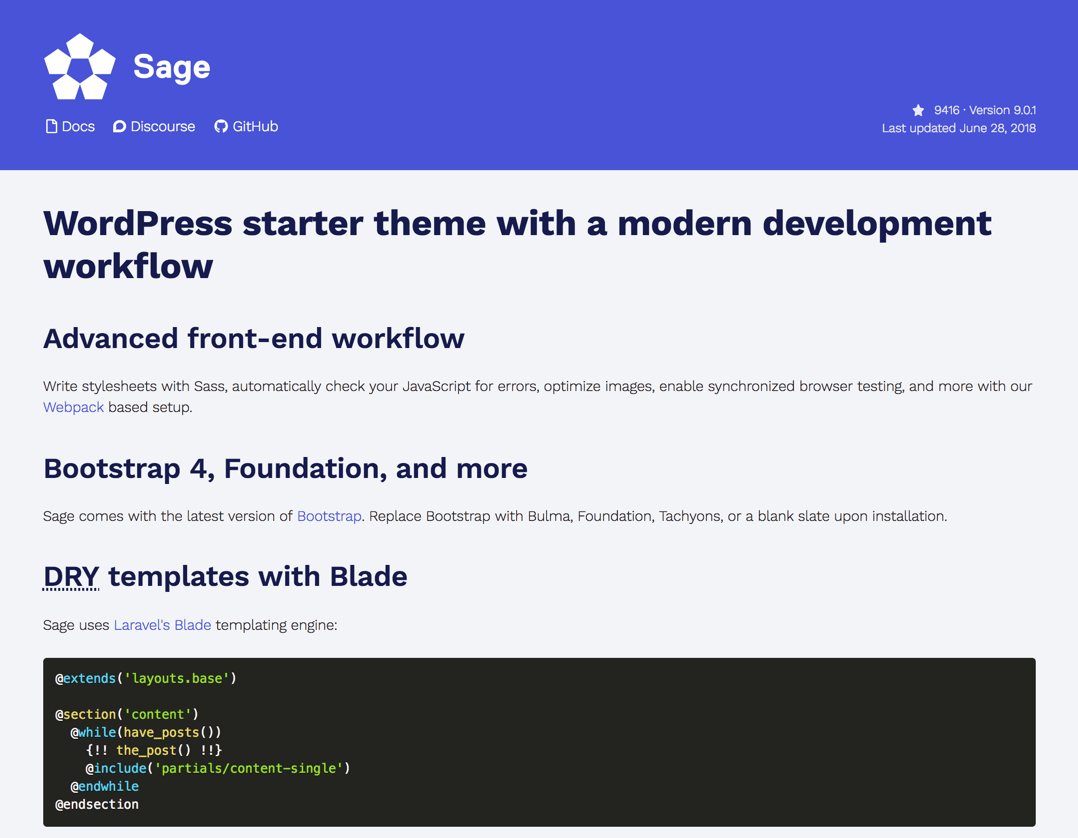 Sage
Docs Discourse GitHub
9416 · Version 9.0.1
Last updated June 28, 2018
WordPress starter theme with a modern development
workflow
Advanced front-end workflow
Write stylesheets with Sass, automatically check your JavaScript for errors, optimize images, enable synchronized browser testing, and more with our
Webpack based setup.
Bootstrap 4, Foundation, and more
Sage comes with the latest version of Bootstrap. Replace Bootstrap with Bulma, Foundation, Tachyons, or a blank slate upon installation.
DRY templates with Blade
Sage uses Laravel's Blade templating engine:
@extends('layouts.base')
@section('content')
  @while(have_posts())
    {!! the_post() !!}
    @include('partials/content-single')
  @endwhile
@endsection